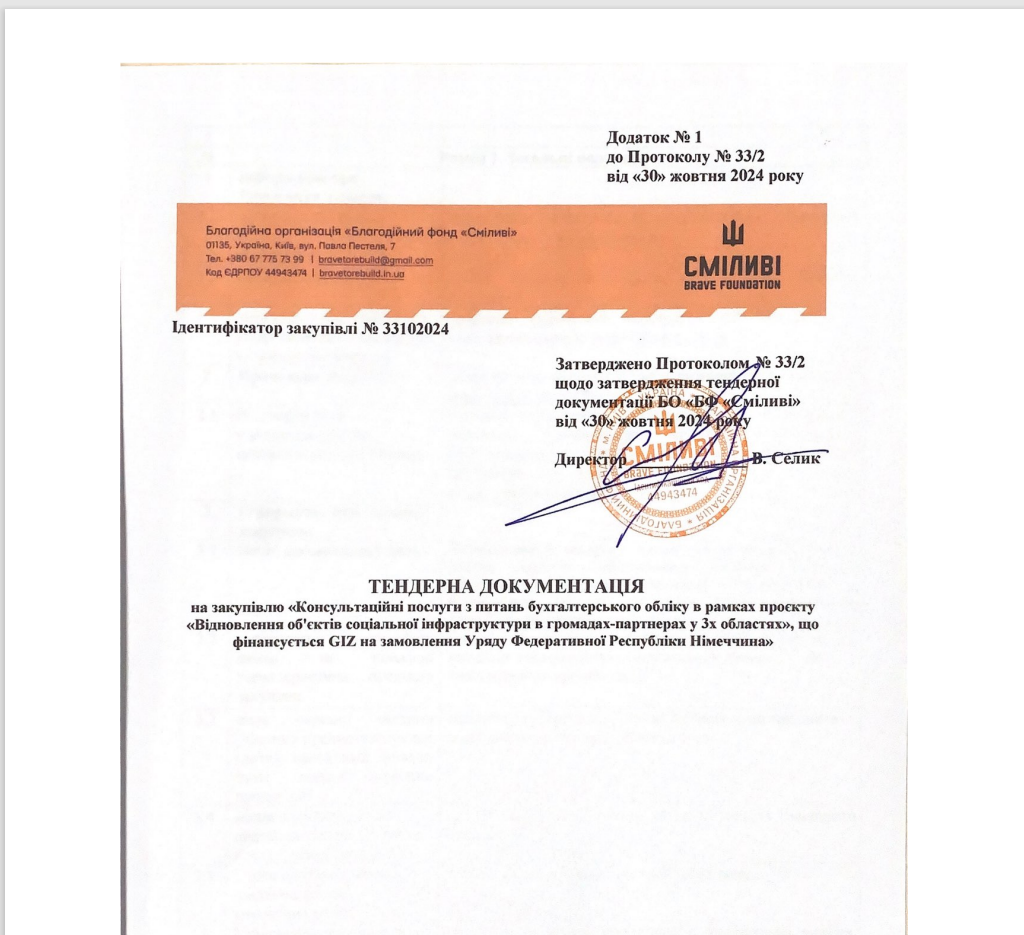 Додаток № 1
до Протоколу № 33/2
від «30» жовтня 2024 року
Благодійна організація «Благодійний фонд «Сміливі»
01135, Україна, Київ, вул. Павла Пестеля, 7
Тел. +380 67 775 73 99 | bravetorebuild@gmail.com
Код ЄДРПОУ 44943474 | bravetorebuild.in.ua
СМІЛИВІ
BRAVE FOUNDATION
Ідентифікатор закупівлі № 33102024
Затверджено Протоколом № 33/2
щодо затвердження тендерної
документації БО «БФ «Сміливі»
від «30» жовтня 2024 року
Директор В. Селик
СМІЛИВІ
BRAVE FOUNDATION
44943474
ТЕНДЕРНА ДОКУМЕНТАЦІЯ
на закупівлю «Консультаційні послуги з питань бухгалтерського обліку в рамках проєкту
«Відновлення об'єктів соціальної інфраструктури в громадах-партнерах у 3х областях», що
фінансується GIZ на замовлення Уряду Федеративної Республіки Німеччина»